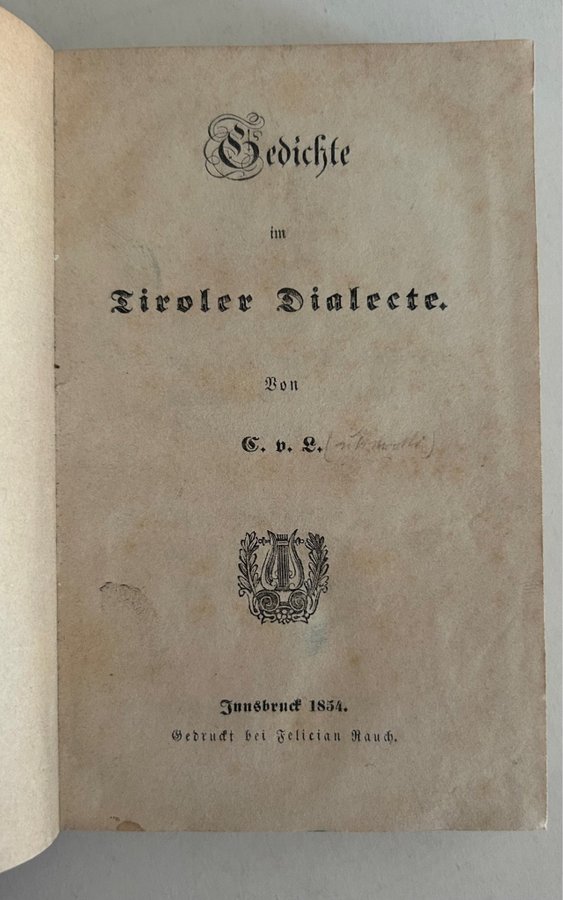 Gedichte
im
Tiroler Dialecte.
Von
C. v. L.
Innsbruck 1854.
Gedruckt bei Felician Rauch.